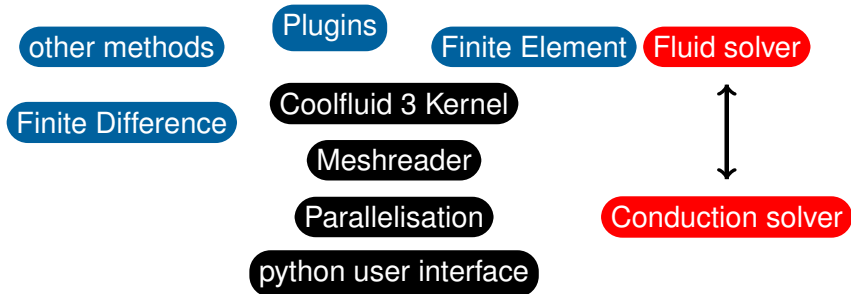 Plugins
other methods
Finite Element
Fluid solver
Coolfluid 3 Kernel
Finite Difference
Meshreader
Parallelisation
Conduction solver
python user interface